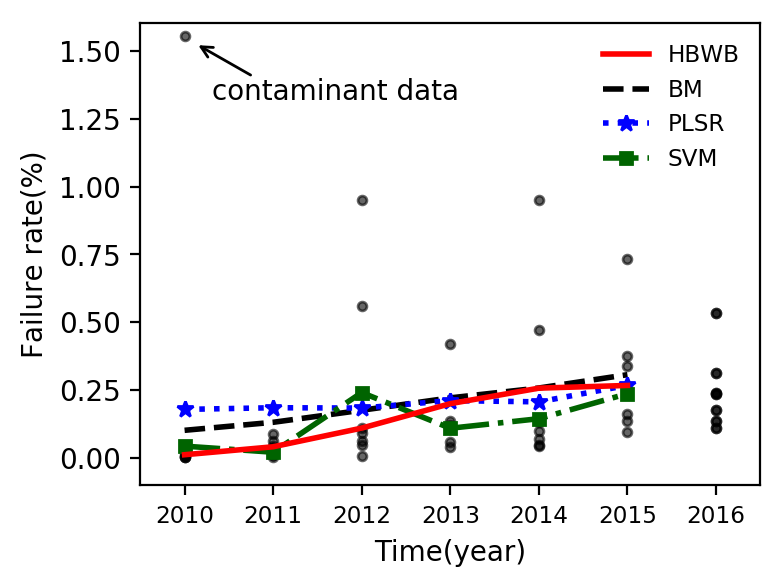 1.50
1.25
1.00
0.75
0.50
0.25
0.00
Failure rate(%)
contaminant data
HBWB
BM
PLSR
SVM
2010 2011 2012 2013 2014 2015 2016
Time(year)